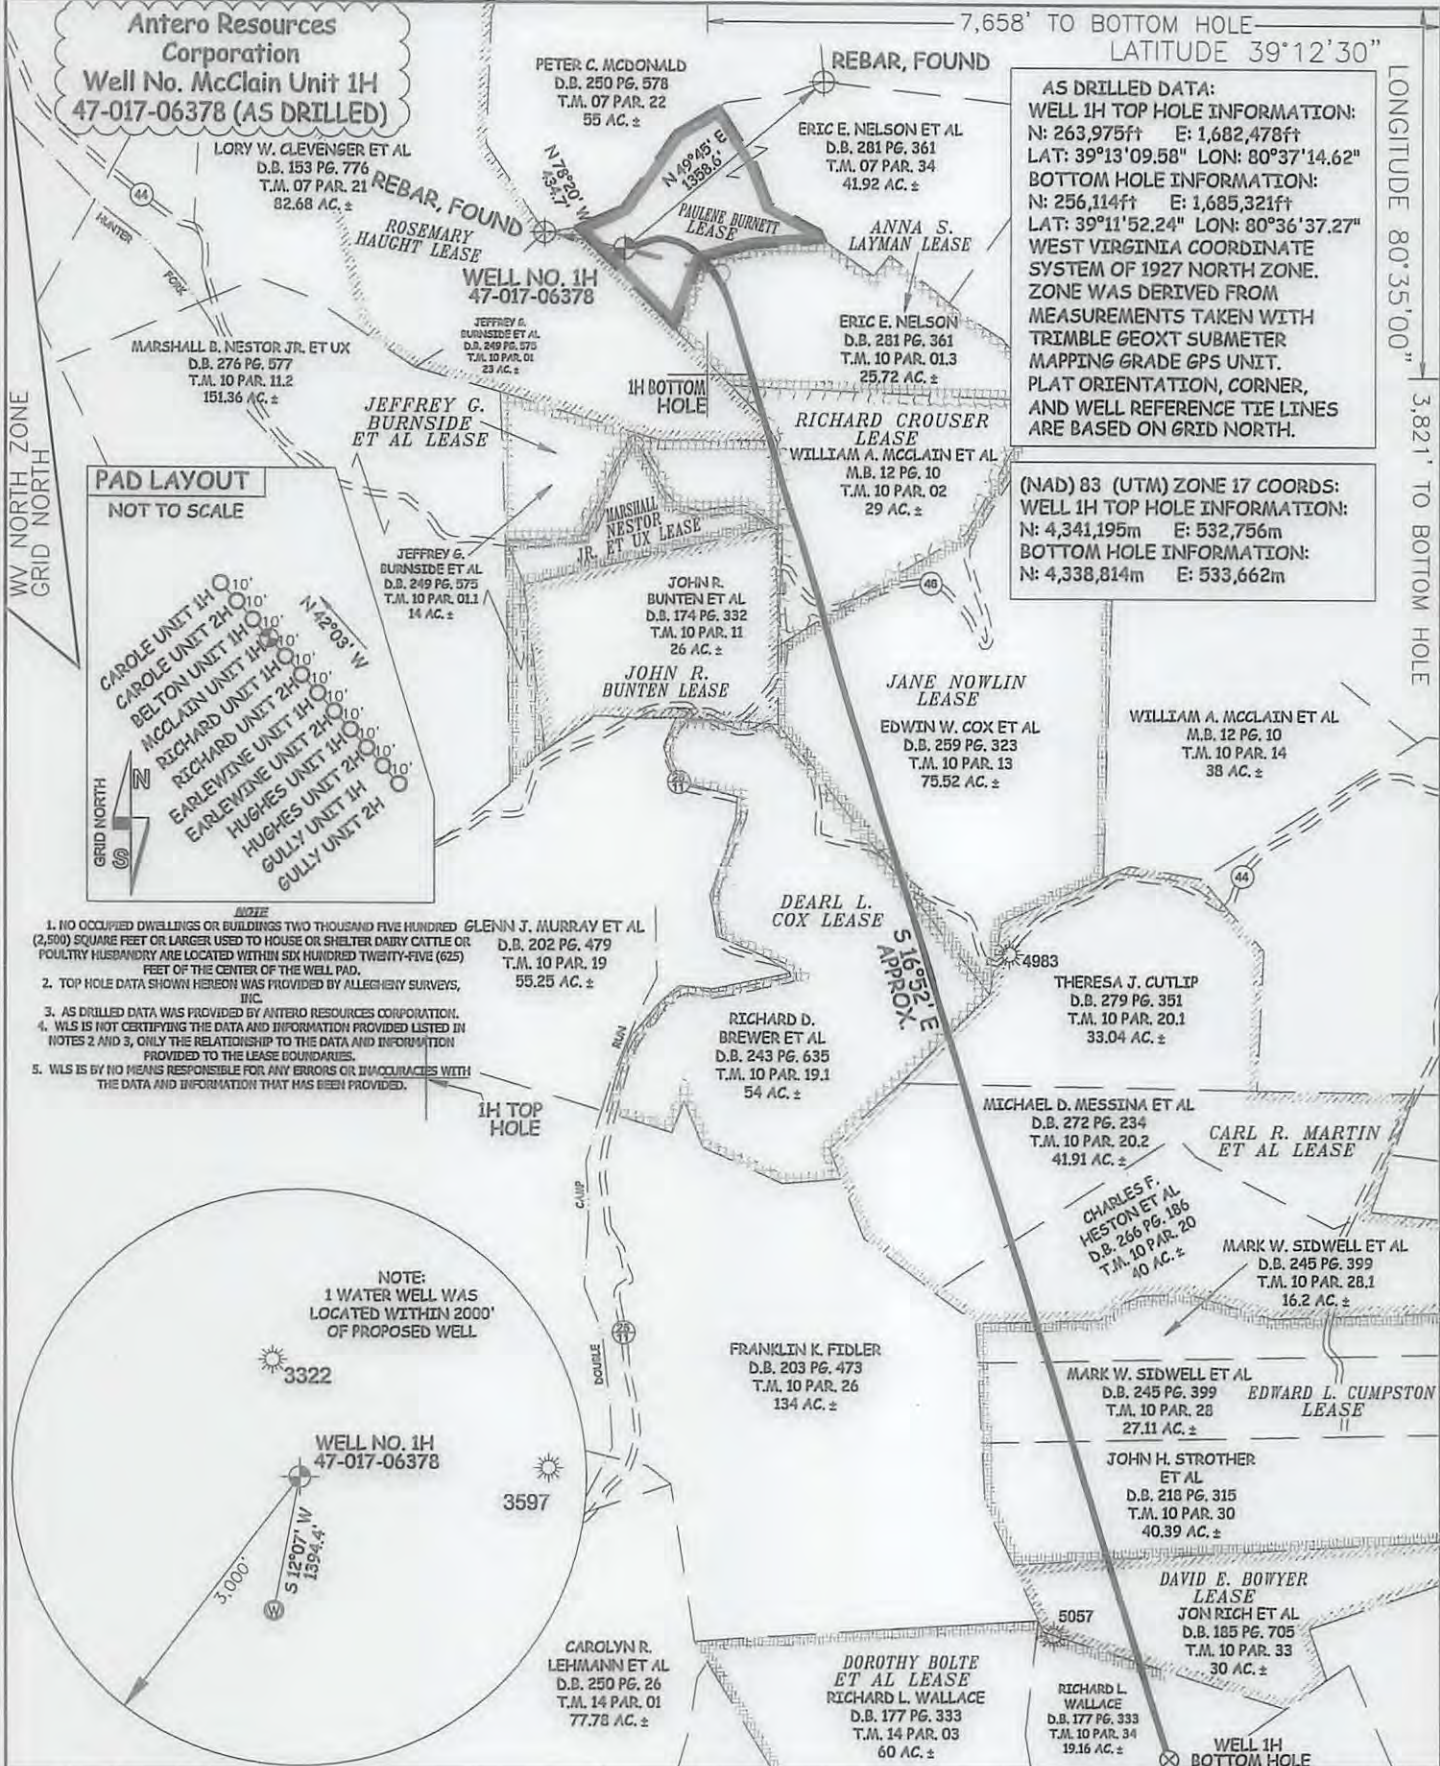 Antero Resources
Corporation
Well No. McClain Unit 1H
47-017-06378 (AS DRILLED)
7,658' TO BOTTOM HOLE
LATITUDE 39°12'30"
LONGITUDE 80°35'00"
3,821' TO BOTTOM HOLE
PETER C. MCDONALD
D.B. 250 PG. 578
T.M. 07 PAR. 22
55 AC. ±
REBAR, FOUND
ERIC E. NELSON ET AL
D.B. 281 PG. 361
T.M. 07 PAR. 34
41.92 AC. ±
LORY W. CLEVENGER ET AL
D.B. 153 PG. 776
T.M. 07 PAR. 21
82.68 AC. ±
REBAR, FOUND
N 78°20' W
434.7'
N 49°45' E
1358.6'
PAULENE BURNETT
LEASE
ROSEMARY
HAUGHT LEASE
ANNA S.
LAYMAN LEASE
WELL NO. 1H
47-017-06378
44
HUNTER
FORK
AS DRILLED DATA:
WELL 1H TOP HOLE INFORMATION:
N: 263,975ft E: 1,682,478ft
LAT: 39°13'09.58" LON: 80°37'14.62"
BOTTOM HOLE INFORMATION:
N: 256,114ft E: 1,685,321ft
LAT: 39°11'52.24" LON: 80°36'37.27"
WEST VIRGINIA COORDINATE
SYSTEM OF 1927 NORTH ZONE.
ZONE WAS DERIVED FROM
MEASUREMENTS TAKEN WITH
TRIMBLE GEOXT SUBMETER
MAPPING GRADE GPS UNIT.
PLAT ORIENTATION, CORNER,
AND WELL REFERENCE TIE LINES
ARE BASED ON GRID NORTH.
(NAD) 83 (UTM) ZONE 17 COORDS:
WELL 1H TOP HOLE INFORMATION:
N: 4,341,195m E: 532,756m
BOTTOM HOLE INFORMATION:
N: 4,338,814m E: 533,662m
MARSHALL B. NESTOR JR. ET UX
D.B. 276 PG. 577
T.M. 10 PAR. 11.2
151.36 AC. ±
JEFFREY G.
BURNSIDE ET AL
D.B. 249 PG. 575
T.M. 10 PAR. 01
23 AC. ±
ERIC E. NELSON
D.B. 281 PG. 361
T.M. 10 PAR. 01.3
25.72 AC. ±
1H BOTTOM
HOLE
JEFFREY G.
BURNSIDE
ET AL LEASE
RICHARD CROUSER
LEASE
WILLIAM A. MCCLAIN ET AL
M.B. 12 PG. 10
T.M. 10 PAR. 02
29 AC. ±
WV NORTH ZONE
GRID NORTH
PAD LAYOUT
NOT TO SCALE
CAROLE UNIT 1H
CAROLE UNIT 2H
BELTON UNIT 1H
MCCLAIN UNIT 1H
RICHARD UNIT 1H
RICHARD UNIT 2H
EARLEWINE UNIT 1H
EARLEWINE UNIT 2H
HUGHES UNIT 1H
HUGHES UNIT 2H
GULLY UNIT 1H
GULLY UNIT 2H
10'
10'
10'
10'
10'
10'
10'
10'
10'
10'
10'
N 42°03' W
GRID NORTH
N
S
MARSHALL
NESTOR
JR. ET UX LEASE
JEFFREY G.
BURNSIDE ET AL
D.B. 249 PG. 575
T.M. 10 PAR. 01.1
14 AC. ±
JOHN R.
BUNTEN ET AL
D.B. 174 PG. 332
T.M. 10 PAR. 11
26 AC. ±
JOHN R.
BUNTEN LEASE
46
JANE NOWLIN
LEASE
EDWIN W. COX ET AL
D.B. 259 PG. 323
T.M. 10 PAR. 13
75.52 AC. ±
WILLIAM A. MCCLAIN ET AL
M.B. 12 PG. 10
T.M. 10 PAR. 14
38 AC. ±
44
DEARL L.
COX LEASE
S 16°52' E
APPROX.
4983
NOTE
1. NO OCCUPIED DWELLINGS OR BUILDINGS TWO THOUSAND FIVE HUNDRED
(2,500) SQUARE FEET OR LARGER USED TO HOUSE OR SHELTER DAIRY CATTLE OR
POULTRY HUSBANDRY ARE LOCATED WITHIN SIX HUNDRED TWENTY-FIVE (625)
FEET OF THE CENTER OF THE WELL PAD.
2. TOP HOLE DATA SHOWN HEREON WAS PROVIDED BY ALLEGHENY SURVEYS,
INC.
3. AS DRILLED DATA WAS PROVIDED BY ANTERO RESOURCES CORPORATION.
4. WLS IS NOT CERTIFYING THE DATA AND INFORMATION PROVIDED LISTED IN
NOTES 2 AND 3, ONLY THE RELATIONSHIP TO THE DATA AND INFORMATION
PROVIDED TO THE LEASE BOUNDARIES.
5. WLS IS BY NO MEANS RESPONSIBLE FOR ANY ERRORS OR INACCURACIES WITH
THE DATA AND INFORMATION THAT HAS BEEN PROVIDED.
GLENN J. MURRAY ET AL
D.B. 202 PG. 479
T.M. 10 PAR. 19
55.25 AC. ±
THERESA J. CUTLIP
D.B. 279 PG. 351
T.M. 10 PAR. 20.1
33.04 AC. ±
RICHARD D.
BREWER ET AL
D.B. 243 PG. 635
T.M. 10 PAR. 19.1
54 AC. ±
1H TOP
HOLE
RUN
CAMP
DOUBLE
25
11
MICHAEL D. MESSINA ET AL
D.B. 272 PG. 234
T.M. 10 PAR. 20.2
41.91 AC. ±
CARL R. MARTIN
ET AL LEASE
CHARLES F.
HESTON ET AL
D.B. 266 PG. 186
T.M. 10 PAR. 20
40 AC. ±
MARK W. SIDWELL ET AL
D.B. 245 PG. 399
T.M. 10 PAR. 28.1
16.2 AC. ±
NOTE:
1 WATER WELL WAS
LOCATED WITHIN 2000'
OF PROPOSED WELL
3322
WELL NO. 1H
47-017-06378
3597
S 12°07' W
1394.4'
3,000'
W
FRANKLIN K. FIDLER
D.B. 203 PG. 473
T.M. 10 PAR. 26
134 AC. ±
MARK W. SIDWELL ET AL
D.B. 245 PG. 399
T.M. 10 PAR. 28
27.11 AC. ±
EDWARD L. CUMPSTON
LEASE
JOHN H. STROTHER
ET AL
D.B. 218 PG. 315
T.M. 10 PAR. 30
40.39 AC. ±
DAVID E. BOWYER
LEASE
JON RICH ET AL
D.B. 185 PG. 705
T.M. 10 PAR. 33
30 AC. ±
5057
CAROLYN R.
LEHMANN ET AL
D.B. 250 PG. 26
T.M. 14 PAR. 01
77.78 AC. ±
DOROTHY BOLTE
ET AL LEASE
RICHARD L. WALLACE
D.B. 177 PG. 333
T.M. 14 PAR. 03
60 AC. ±
RICHARD L.
WALLACE
D.B. 177 PG. 333
T.M. 10 PAR. 34
19.16 AC. ±
WELL 1H
BOTTOM HOLE